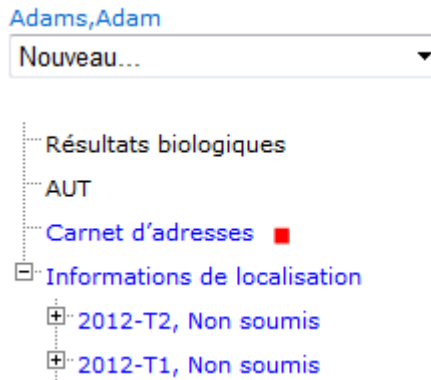 Adams,Adam
Nouveau...
Résultats biologiques
AUT
Carnet d'adresses
Informations de localisation
2012-T2, Non soumis
2012-T1, Non soumis